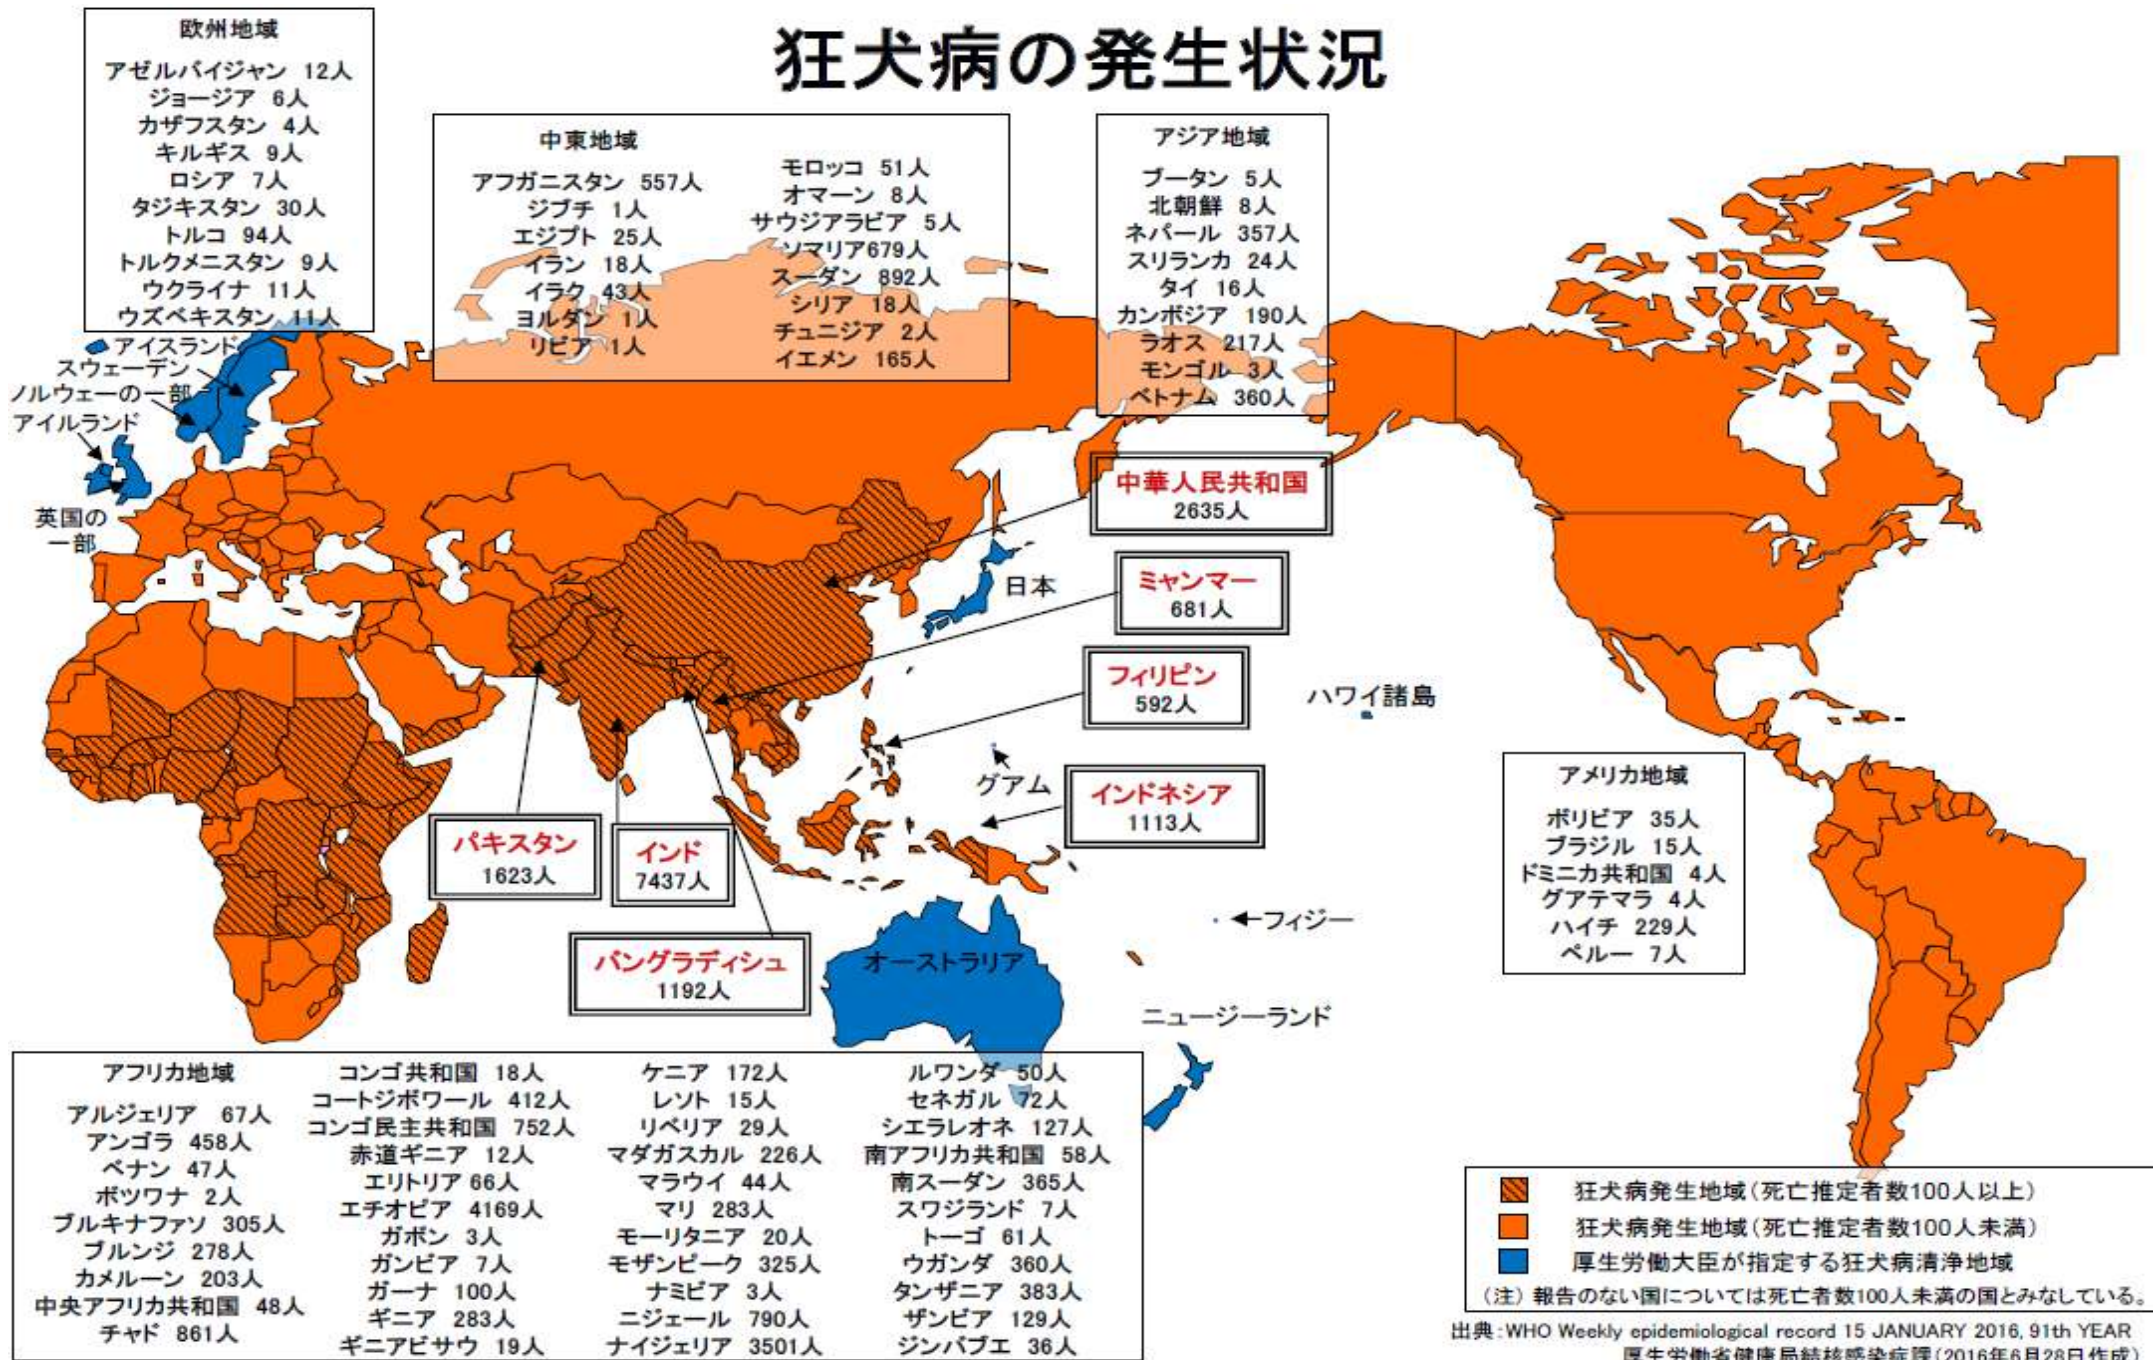 狂犬病の発生状況
欧州地域
アゼルバイジャン 12人
ジョージア 6人
カザフスタン 4人
キルギス 9人
ロシア 7人
タジキスタン 30人
トルコ 94人
トルクメニスタン 9人
ウクライナ 11人
ウズベキスタン 11人
中東地域
アフガニスタン 557人
ジブチ 1人
エジプト 25人
イラン 18人
イラク 43人
ヨルダン 1人
リビア 1人
モロッコ 51人
オマーン 8人
サウジアラビア 5人
ソマリア679人
スーダン 892人
シリア 18人
チュニジア 2人
イエメン 165人
アジア地域
ブータン 5人
北朝鮮 8人
ネパール 357人
スリランカ 24人
タイ 16人
カンボジア 190人
ラオス 217人
モンゴル 3人
ベトナム 360人
アイスランド
スウェーデン
ノルウェーの一部
アイルランド
英国の
一部
中華人民共和国
2635人
日本
ミャンマー
681人
フィリピン
592人
ハワイ諸島
グアム
インドネシア
1113人
パキスタン
1623人
インド
7437人
バングラディシュ
1192人
フィジー
オーストラリア
ニュージーランド
アメリカ地域
ボリビア 35人
ブラジル 15人
ドミニカ共和国 4人
グアテマラ 4人
ハイチ 229人
ペルー 7人
アフリカ地域
アルジェリア 67人
アンゴラ 458人
ベナン 47人
ボツワナ 2人
ブルキナファソ 305人
ブルンジ 278人
カメルーン 203人
中央アフリカ共和国 48人
チャド 861人
コンゴ共和国 18人
コートジボワール 412人
コンゴ民主共和国 752人
赤道ギニア 12人
エリトリア 66人
エチオピア 4169人
ガボン 3人
ガンビア 7人
ガーナ 100人
ギニア 283人
ギニアビサウ 19人
ケニア 172人
レソト 15人
リベリア 29人
マダガスカル 226人
マラウイ 44人
マリ 283人
モーリタニア 20人
モザンビーク 325人
ナミビア 3人
ニジェール 790人
ナイジェリア 3501人
ルワンダ 50人
セネガル 72人
シエラレオネ 127人
南アフリカ共和国 58人
南スーダン 365人
スワジランド 7人
トーゴ 61人
ウガンダ 360人
タンザニア 383人
ザンビア 129人
ジンバブエ 36人
狂犬病発生地域（死亡推定者数100人以上）
狂犬病発生地域（死亡推定者数100人未満）
厚生労働大臣が指定する狂犬病清浄地域
（注） 報告のない国については死亡者数100人未満の国とみなしている。
出典：WHO Weekly epidemiological record 15 JANUARY 2016, 91th YEAR
厚生労働省健康局結核感染症課（2016年6月28日作成）